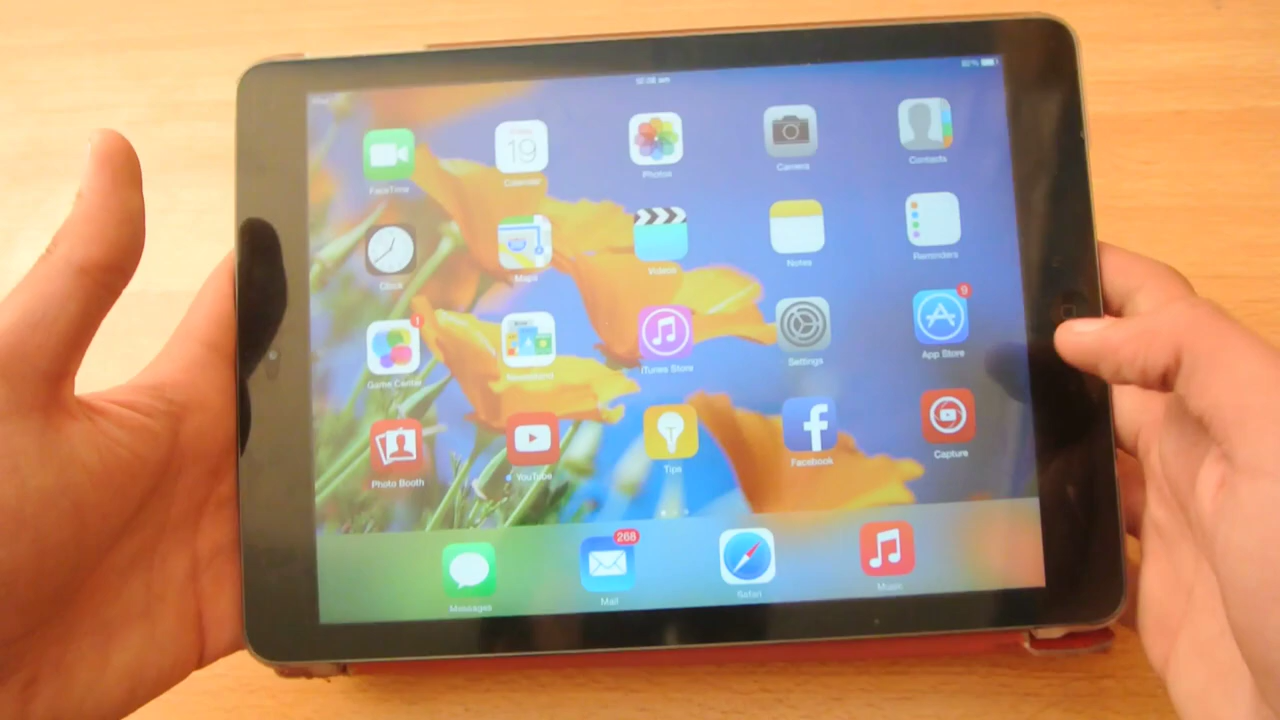 82%
FaceTime
Calendar
19
Photos
Camera
Contacts
Clock
Maps
Videos
Notes
Reminders
1
Game Center
Newsstand
iTunes Store
Settings
9
App Store
Photo Booth
YouTube
Tips
Facebook
Capture
Messages
268
Mail
Safari
Music